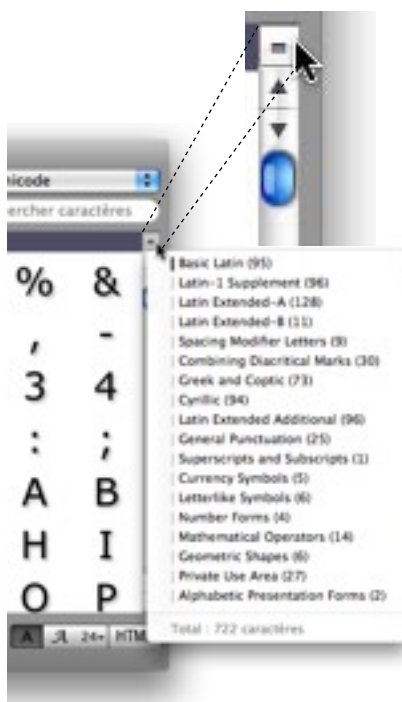 nicode
ercher caractères
% &
, -
3 4
: ;
A B
H I
O P
A 24 HTM
Basic Latin (95)
Latin-1 Supplement (96)
Latin Extended-A (128)
Latin Extended-B (11)
Spacing Modifier Letters (9)
Combining Diacritical Marks (30)
Greek and Coptic (73)
Cyrillic (94)
Latin Extended Additional (96)
General Punctuation (25)
Superscripts and Subscripts (1)
Currency Symbols (5)
Letterlike Symbols (6)
Number Forms (4)
Mathematical Operators (14)
Geometric Shapes (6)
Private Use Area (27)
Alphabetic Presentation Forms (2)
Total : 722 caractères